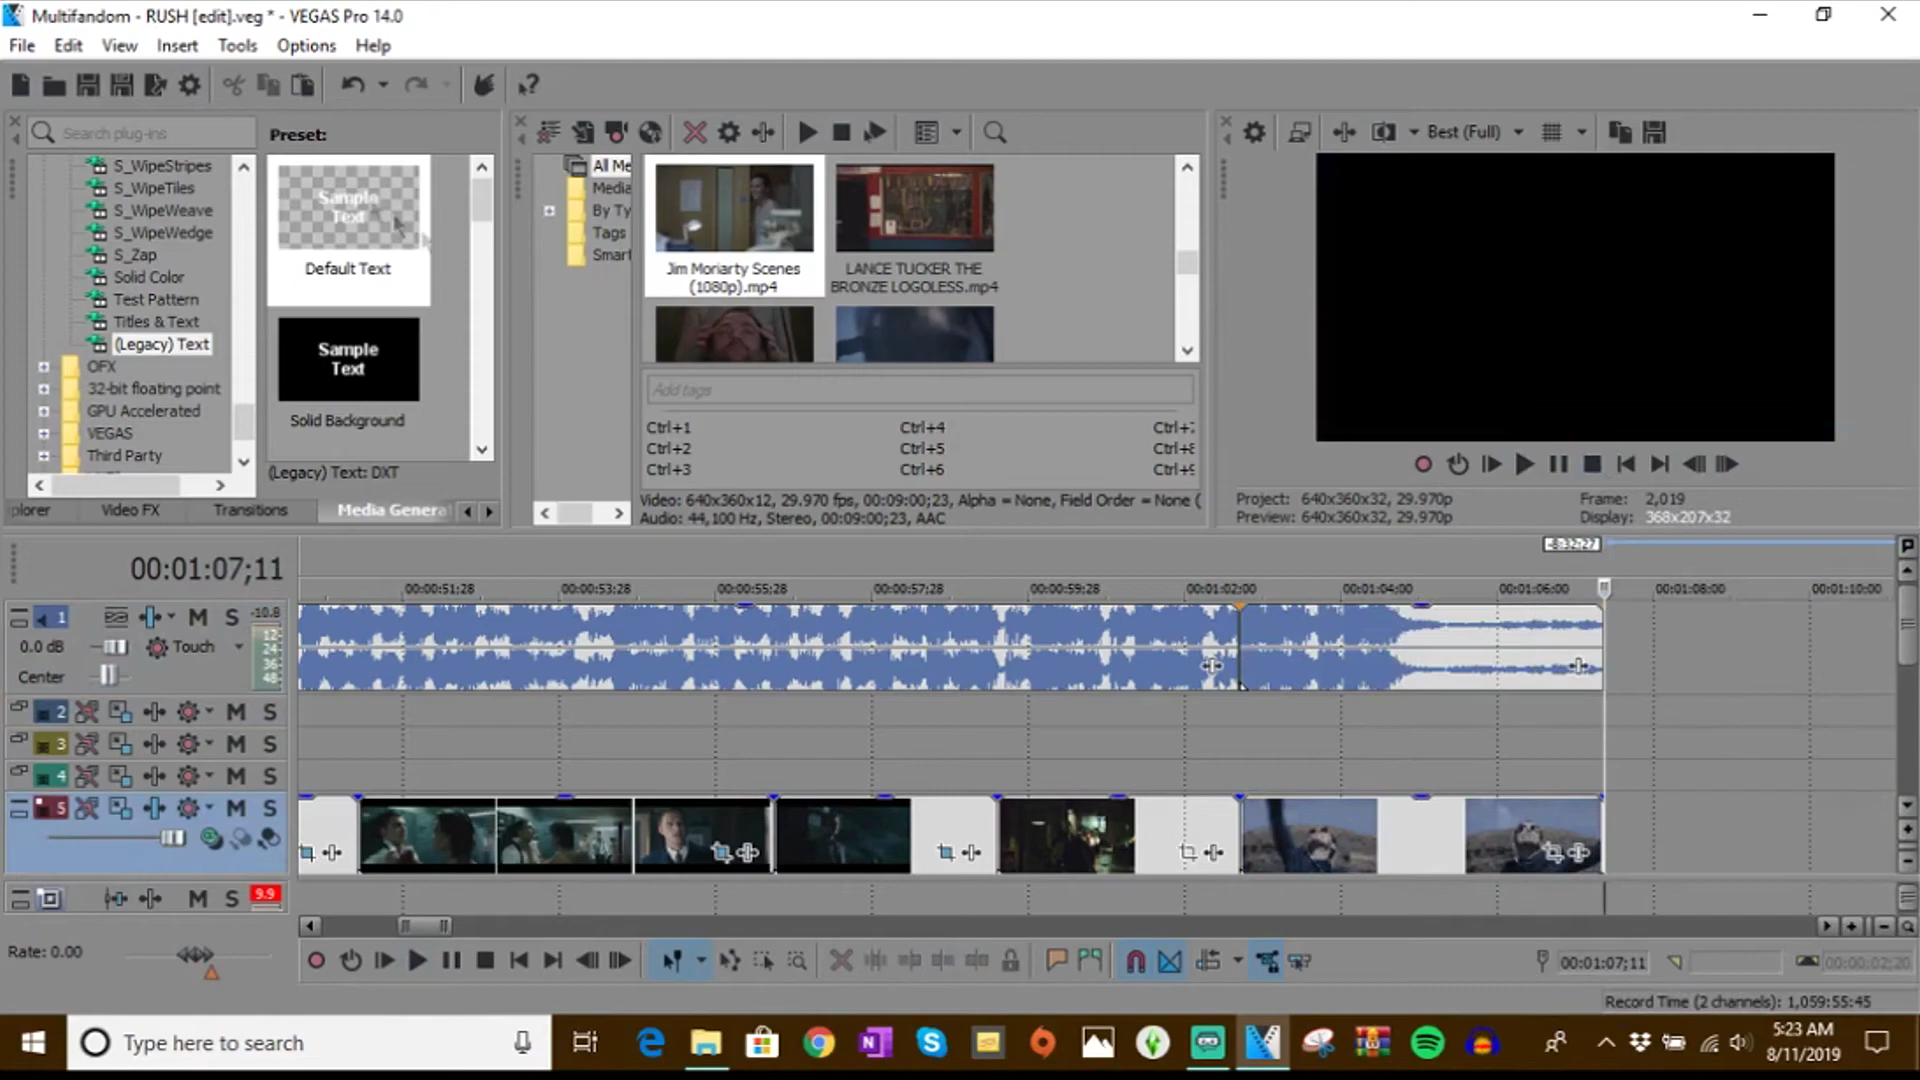 Multifandom - RUSH [edit].veg * - VEGAS Pro 14.0
File Edit View Insert Tools Options Help
Search plug-ins
Preset:
S_WipeStripes
S_WipeTiles
S_WipeWeave
S_WipeWedge
S_Zap
Solid Color
Test Pattern
Titles & Text
(Legacy) Text
OFX
32-bit floating point
GPU Accelerated
VEGAS
Third Party
Sample
Text
Default Text
Sample
Text
Solid Background
(Legacy) Text: DXT
plorer Video FX Transitions Media Genera
All Me
Media
By Ty
Tags
Smart
Jim Moriarty Scenes
(1080p).mp4
LANCE TUCKER THE
BRONZE LOGOLESS.mp4
Add tags
Ctrl+1 Ctrl+4 Ctrl+7
Ctrl+2 Ctrl+5 Ctrl+8
Ctrl+3 Ctrl+6 Ctrl+9
Video: 640x360x12, 29.970 fps, 00:09:00;23, Alpha = None, Field Order = None (
Audio: 44,100 Hz, Stereo, 00:09:00;23, AAC
Best (Full)
Project: 640x360x32, 29.970p
Preview: 640x360x32, 29.970p
Frame: 2,019
Display: 368x207x32
00:01:07;11
-8:32:27
00:00:51;28 00:00:53;28 00:00:55;28 00:00:57;28 00:00:59;28 00:01:02;00 00:01:04;00 00:01:06;00 00:01:08;00 00:01:10;00
1 M S -10.8
0.0 dB Touch
Center
12
24
36
48
2 M S
3 M S
4 M S
5 M S
M S 9.9
Rate: 0.00
00:01:07;11 00:00:02;20
Record Time (2 channels): 1,059:55:45
Type here to search
5:23 AM
8/11/2019